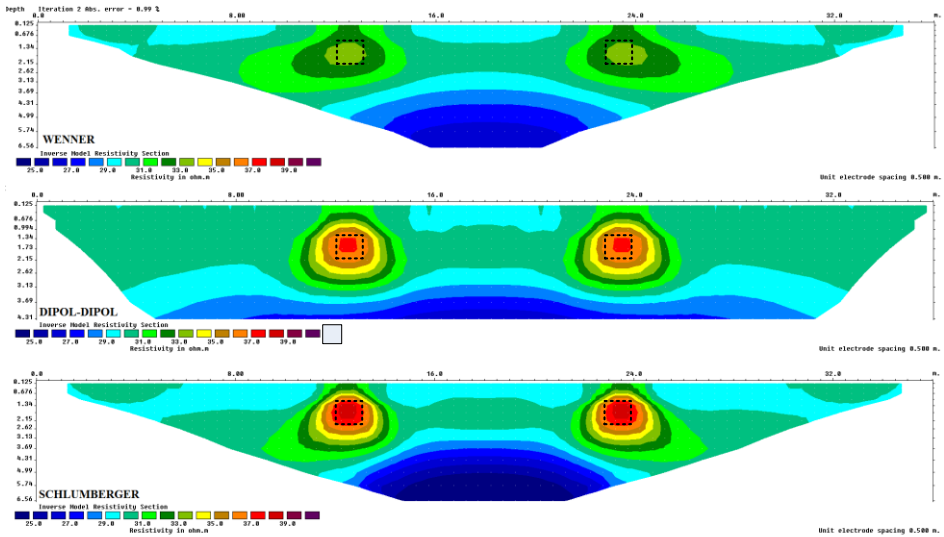 Depth Iteration 2 Abs. error = 0.99 %
0.0 8.00 16.0 24.0 32.0 m.
0.125
0.676
1.34
2.15
2.62
3.13
3.69
4.31
4.99
5.74
6.56
WENNER
Inverse Model Resistivity Section
25.0 27.0 29.0 31.0 33.0 35.0 37.0 39.0
Resistivity in ohm.m
Unit electrode spacing 0.500 m.
0.0 8.00 16.0 24.0 32.0 m.
0.125
0.676
0.994
1.34
1.73
2.15
2.62
3.13
3.69
4.31
DIPOL-DIPOL
Inverse Model Resistivity Section
25.0 27.0 29.0 31.0 33.0 35.0 37.0 39.0
Resistivity in ohm.m
Unit electrode spacing 0.500 m.
0.0 8.00 16.0 24.0 32.0 m.
0.125
0.676
1.34
2.15
2.62
3.13
3.69
4.31
4.99
5.74
6.56
SCHLUMBERGER
Inverse Model Resistivity Section
25.0 27.0 29.0 31.0 33.0 35.0 37.0 39.0
Resistivity in ohm.m
Unit electrode spacing 0.500 m.